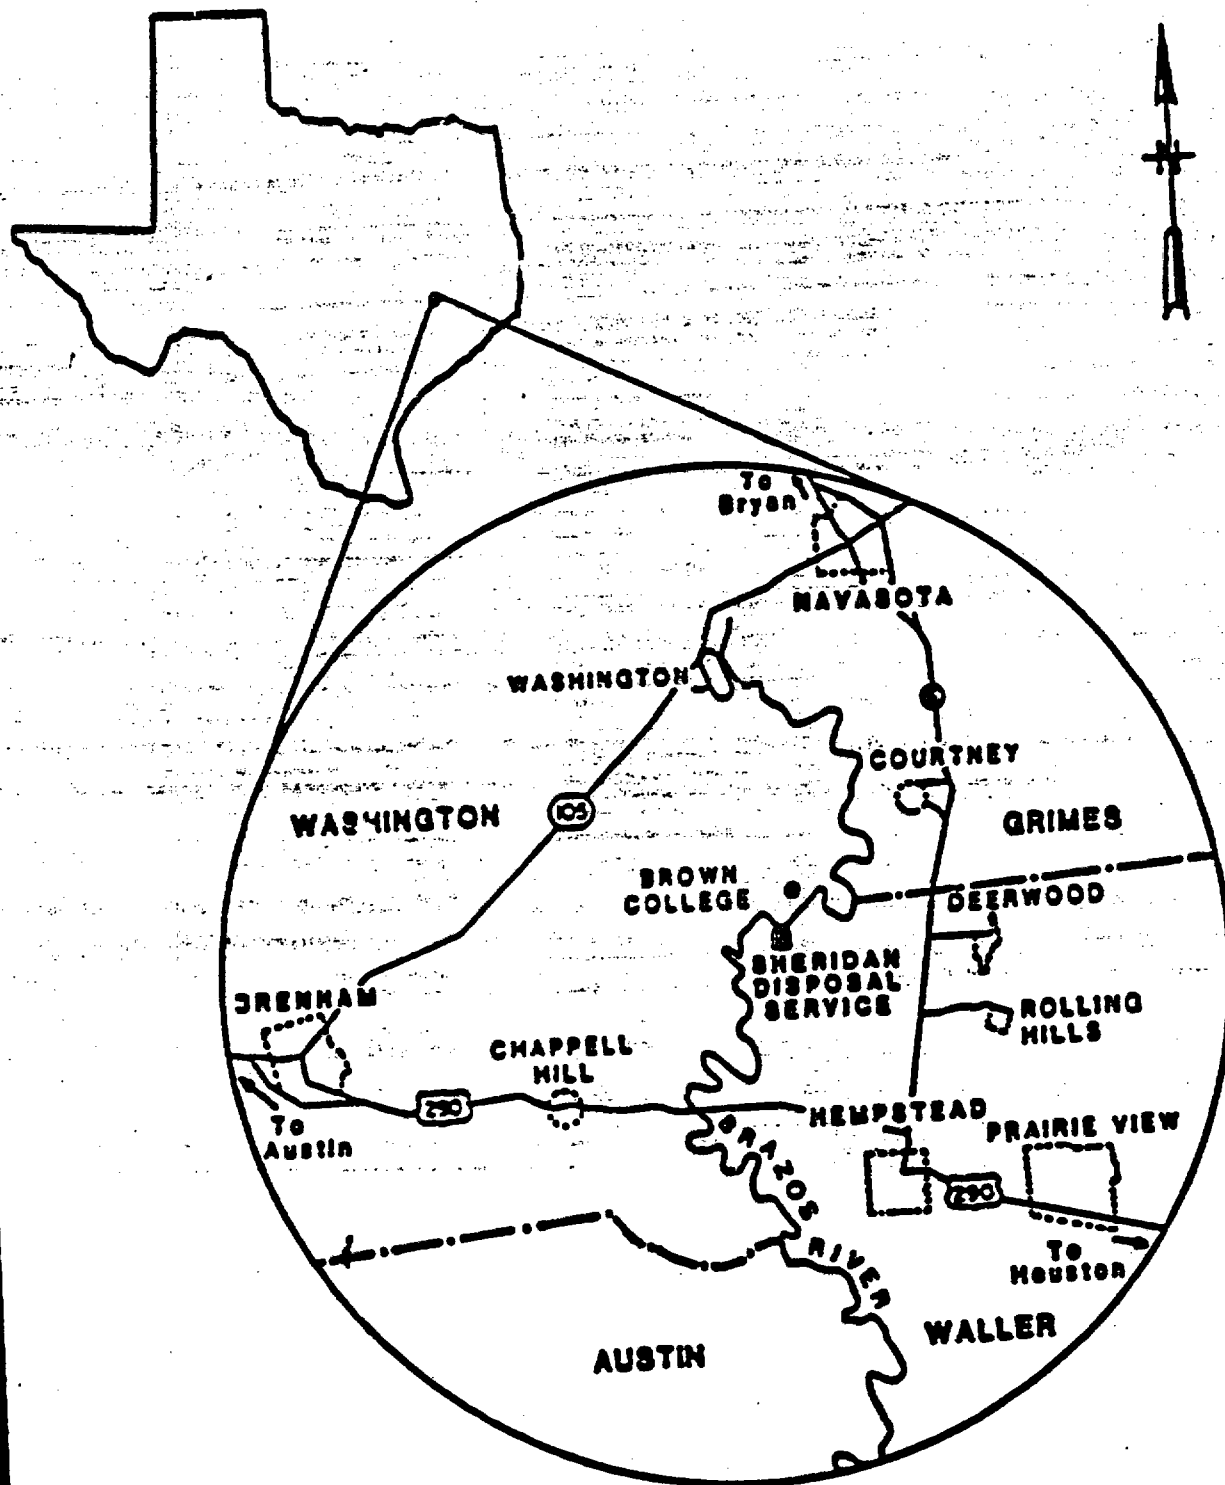 N
To
Bryan
NAVASOTA
WASHINGTON
COURTNEY
105
WASHINGTON
GRIMES
BROWN
COLLEGE
DEERWOOD
SHERIDAN
DISPOSAL
SERVICE
BRENHAM
ROLLING
HILLS
CHAPPELL
HILL
290
HEMPSTEAD
PRAIRIE VIEW
To
Austin
BRAZOS
RIVER
290
To
Houston
WALLER
AUSTIN